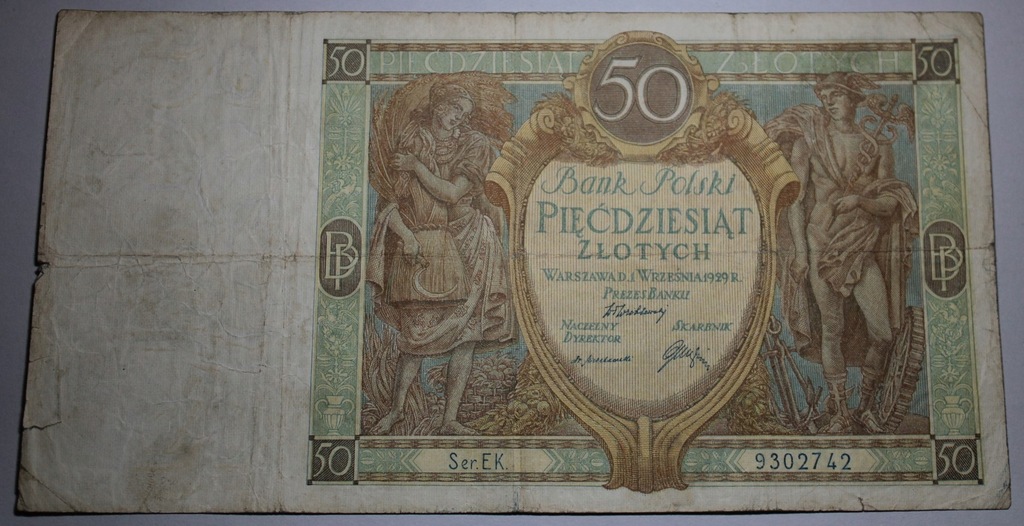 50 PIĘĆDZIESIĄT 50 ZŁOTYCH 50
Bank Polski
PIĘĆDZIESIĄT
ZŁOTYCH
WARSZAWA D. 1 WRZEŚNIA 1929 R.
PREZES BANKU
NACZELNY SKARBNIK
DYREKTOR
BP BP
50 Ser. EK. 9302742 50